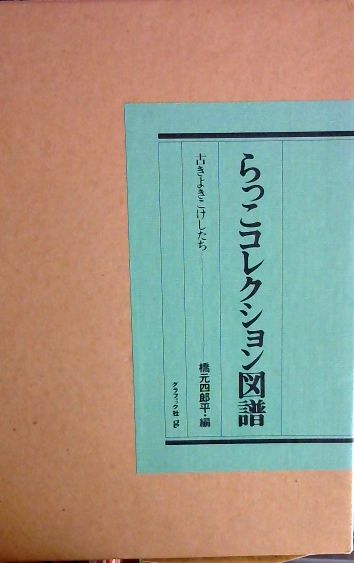 らっこコレクション図譜
古きよきこけしたち
橋元四郎平・編
グラフィック社 g